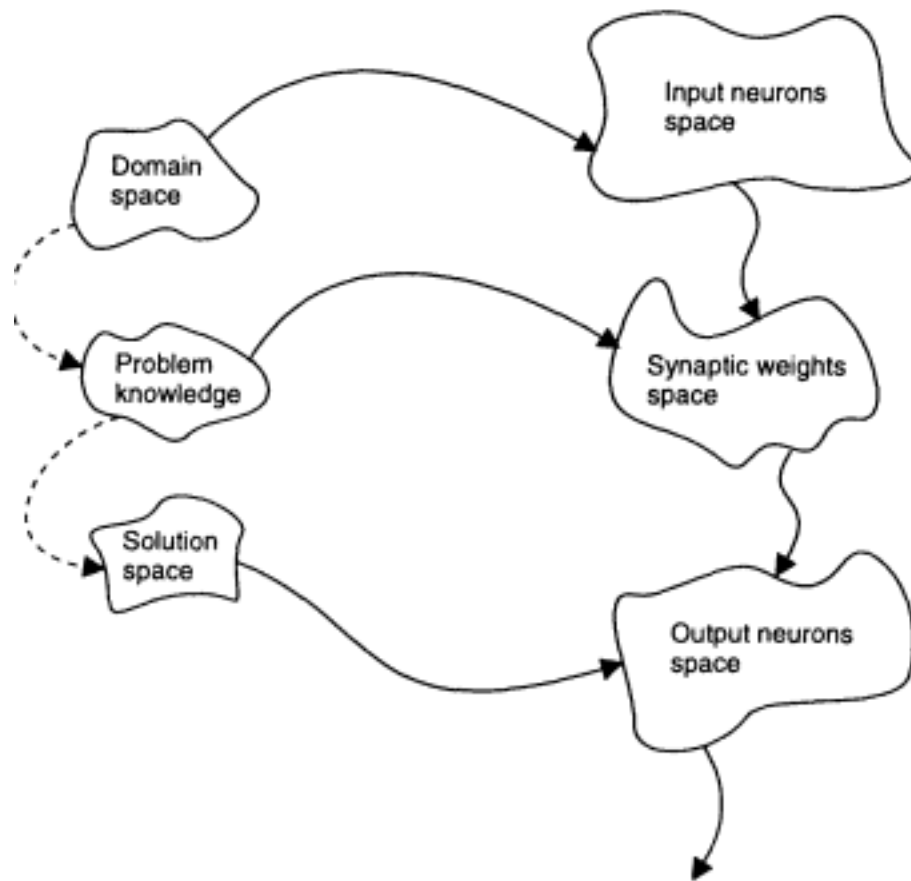 Input neurons
space
Domain
space
Problem
knowledge
Synaptic weights
space
Solution
space
Output neurons
space